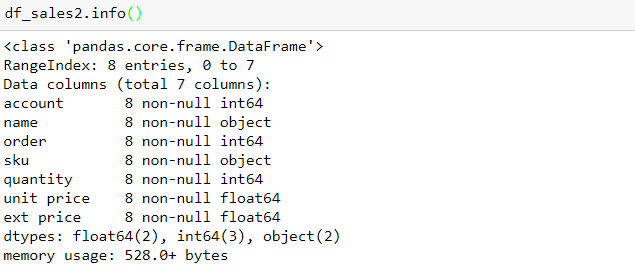 df_sales2.info()
<class 'pandas.core.frame.DataFrame'>
RangeIndex: 8 entries, 0 to 7
Data columns (total 7 columns):
account       8 non-null int64
name          8 non-null object
order         8 non-null int64
sku           8 non-null object
quantity      8 non-null int64
unit price    8 non-null float64
ext price     8 non-null float64
dtypes: float64(2), int64(3), object(2)
memory usage: 528.0+ bytes